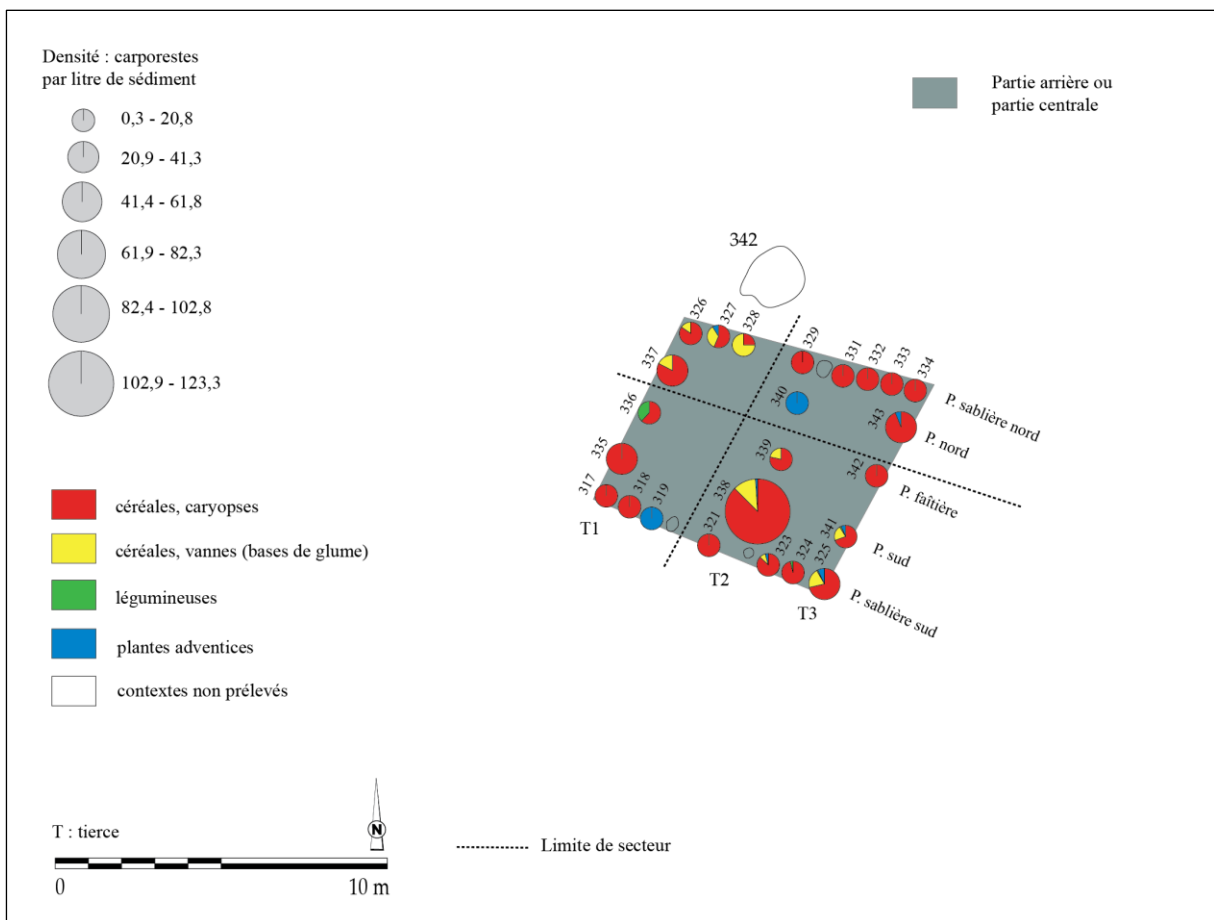 Densité : carporestes
par litre de sédiment
0,3 - 20,8
20,9 - 41,3
41,4 - 61,8
61,9 - 82,3
82,4 - 102,8
102,9 - 123,3
céréales, caryopses
céréales, vannes (bases de glume)
légumineuses
plantes adventices
contextes non prélevés
T : tierce
0
10 m
N
Limite de secteur
Partie arrière ou
partie centrale
342
326
327
328
329
331
332
333
334
337
336
340
343
335
339
342
317
318
319
338
321
323
324
341
325
T1
T2
T3
P. sablière nord
P. nord
P. faîtière
P. sud
P. sablière sud